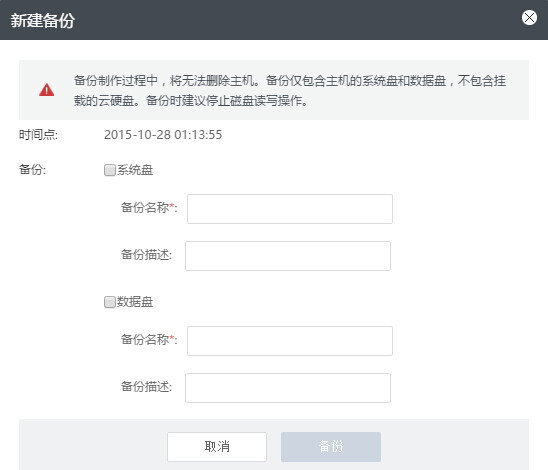 新建备份
备份制作过程中，将无法删除主机。备份仅包含主机的系统盘和数据盘，不包含挂
载的云硬盘。备份时建议停止磁盘读写操作。
时间点: 2015-10-28 01:13:55
备份: 系统盘
备份名称*:
备份描述:
数据盘
备份名称*:
备份描述:
取消 备份